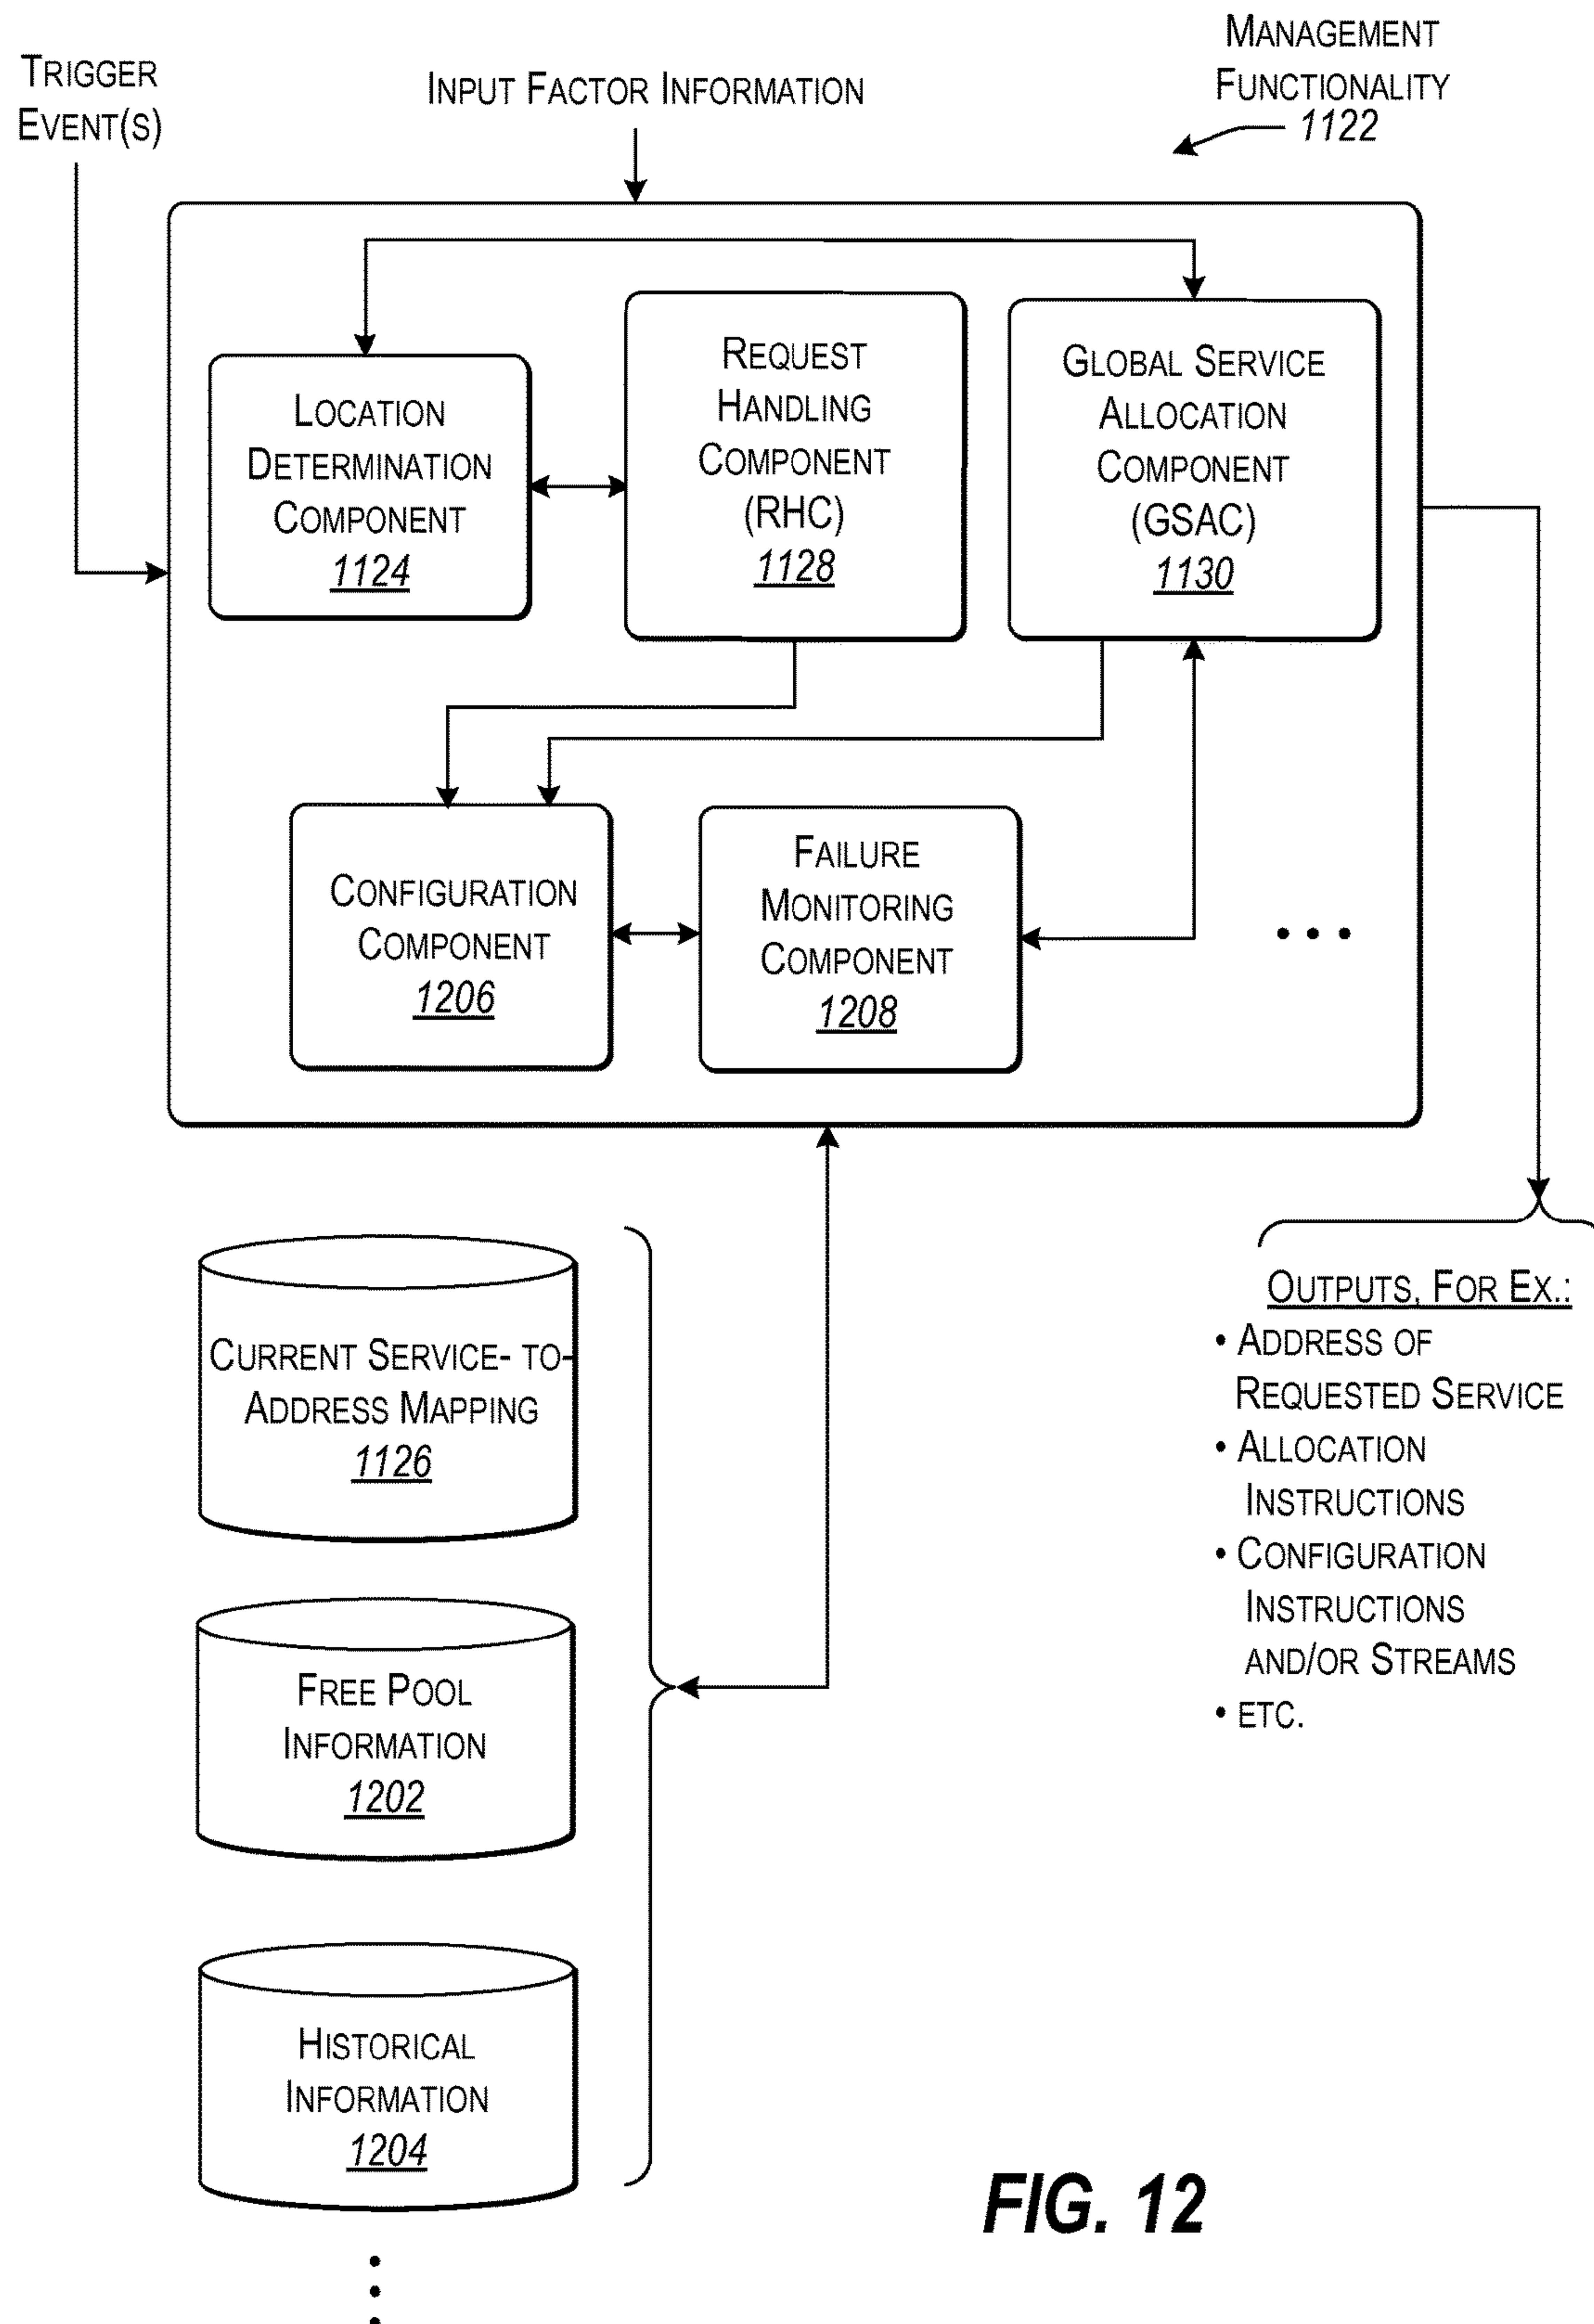 TRIGGER
EVENT(S)
INPUT FACTOR INFORMATION
MANAGEMENT
FUNCTIONALITY
1122
LOCATION
DETERMINATION
COMPONENT
1124
REQUEST
HANDLING
COMPONENT
(RHC)
1128
GLOBAL SERVICE
ALLOCATION
COMPONENT
(GSAC)
1130
CONFIGURATION
COMPONENT
1206
FAILURE
MONITORING
COMPONENT
1208
• • •
CURRENT SERVICE- TO-
ADDRESS MAPPING
1126
FREE POOL
INFORMATION
1202
HISTORICAL
INFORMATION
1204
OUTPUTS, FOR EX.:
• ADDRESS OF
REQUESTED SERVICE
• ALLOCATION
INSTRUCTIONS
• CONFIGURATION
INSTRUCTIONS
AND/OR STREAMS
• ETC.
FIG. 12